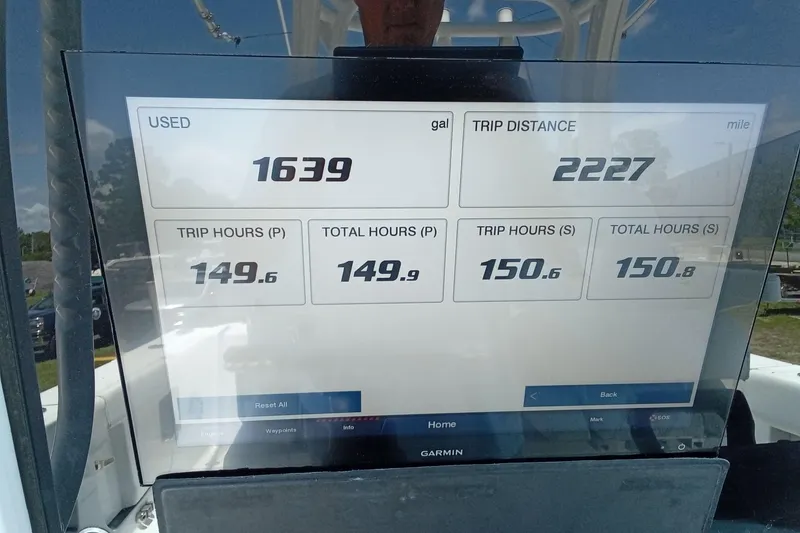 USED gal
1639
TRIP DISTANCE mile
2227
TRIP HOURS (P)
149.6
TOTAL HOURS (P)
149.9
TRIP HOURS (S)
150.6
TOTAL HOURS (S)
150.8
Reset All
< Back
Waypoints
Info
Home
Mark
SOS
GARMIN